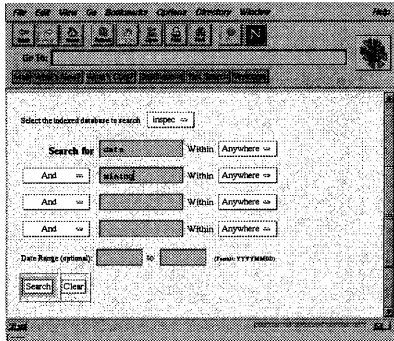 File Edit View Go Bookmarks Options Directory Window Help
Go To:
Select the indexed database to search Inspec
Search for data Within Anywhere
And mining Within Anywhere
And Within Anywhere
And Within Anywhere
Date Range (optional): to (Format: YYYYMMDD)
Search Clear